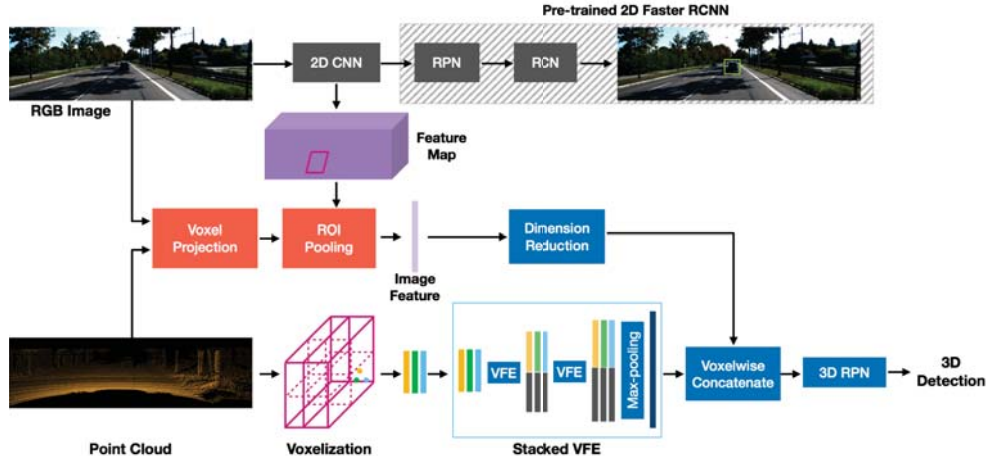 Pre-trained 2D Faster RCNN
2D CNN
RPN
RCN
RGB Image
Feature
Map
Voxel
Projection
ROI
Pooling
Dimension
Reduction
Image
Feature
VFE
VFE
Max-pooling
Voxelwise
Concatenate
3D RPN
3D
Detection
Point Cloud
Voxelization
Stacked VFE